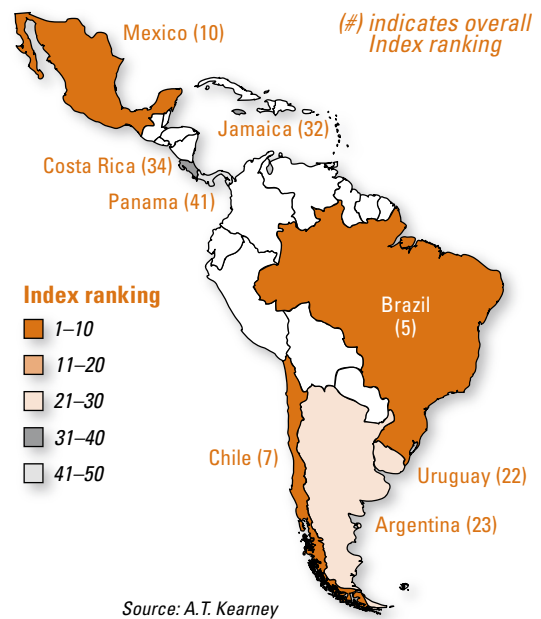 Mexico (10)
(#) indicates overall
Index ranking
Jamaica (32)
Costa Rica (34)
Panama (41)
Index ranking
1–10
11–20
21–30
31–40
41–50
Brazil
(5)
Chile (7)
Uruguay (22)
Argentina (23)
Source: A.T. Kearney